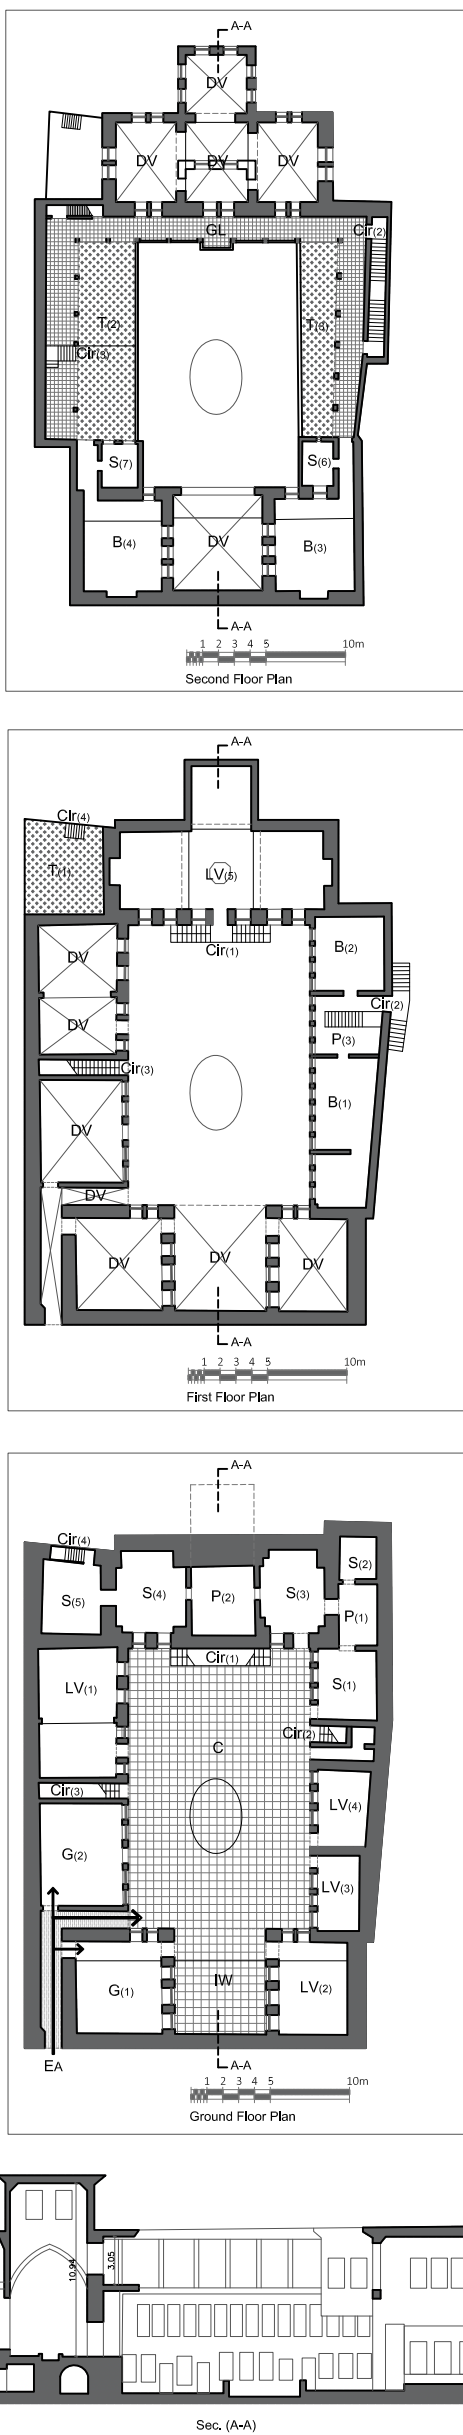 A-A
DV
DV DV DV
GL Cir(2)
T(2) T(3)
Cir(3)
S(7) S(6)
B(4) DV B(3)
A-A
1 2 3 4 5 10m
Second Floor Plan
A-A
Cir(4)
T(1) LV(5)
Cir(1)
DV B(2)
DV Cir(2)
P(3)
Cir(3)
DV B(1)
DV
DV DV DV
A-A
1 2 3 4 5 10m
First Floor Plan
A-A
Cir(4)
S(5) S(4) P(2) S(3) S(2)
P(1)
Cir(1)
LV(1) S(1)
C Cir(2)
Cir(3) LV(4)
G(2)
LV(3)
G(1) IW LV(2)
EA A-A
1 2 3 4 5 10m
Ground Floor Plan
10.94 3.05
Sec. (A-A)